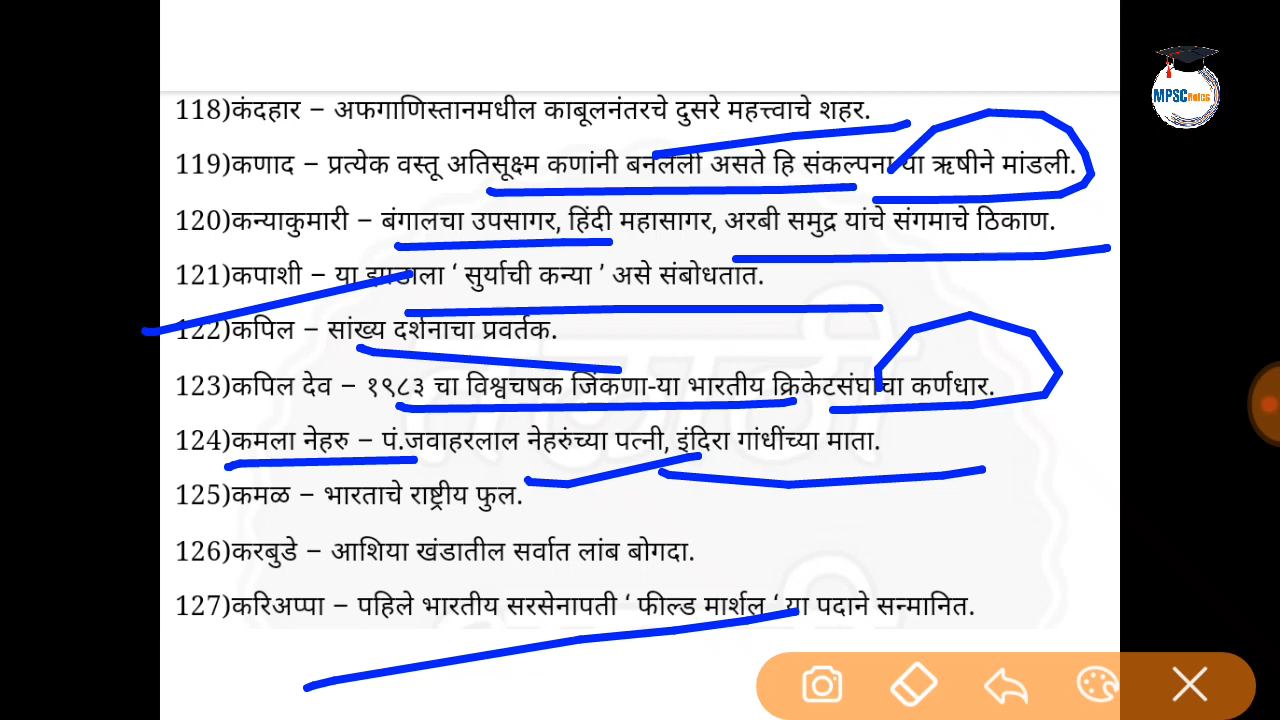 118)कंदहार – अफगाणिस्तानमधील काबूलनंतरचे दुसरे महत्त्वाचे शहर.
MPSC Notes
119)कणाद – प्रत्येक वस्तू अतिसूक्ष्म कणांनी बनलेली असते हि संकल्पना या ऋषीने मांडली.
120)कन्याकुमारी – बंगालचा उपसागर, हिंदी महासागर, अरबी समुद्र यांचे संगमाचे ठिकाण.
121)कपाशी – या झाडाला ‘ सुर्याची कन्या ’ असे संबोधतात.
122)कपिल – सांख्य दर्शनाचा प्रवर्तक.
123)कपिल देव – १९८३ चा विश्वचषक जिंकणा-या भारतीय क्रिकेटसंघाचा कर्णधार.
124)कमला नेहरु – पं.जवाहरलाल नेहरुंच्या पत्नी, इंदिरा गांधींच्या माता.
125)कमळ – भारताचे राष्ट्रीय फुल.
126)करबुडे – आशिया खंडातील सर्वात लांब बोगदा.
127)करिअप्पा – पहिले भारतीय सरसेनापती ‘ फील्ड मार्शल ‘ या पदाने सन्मानित.